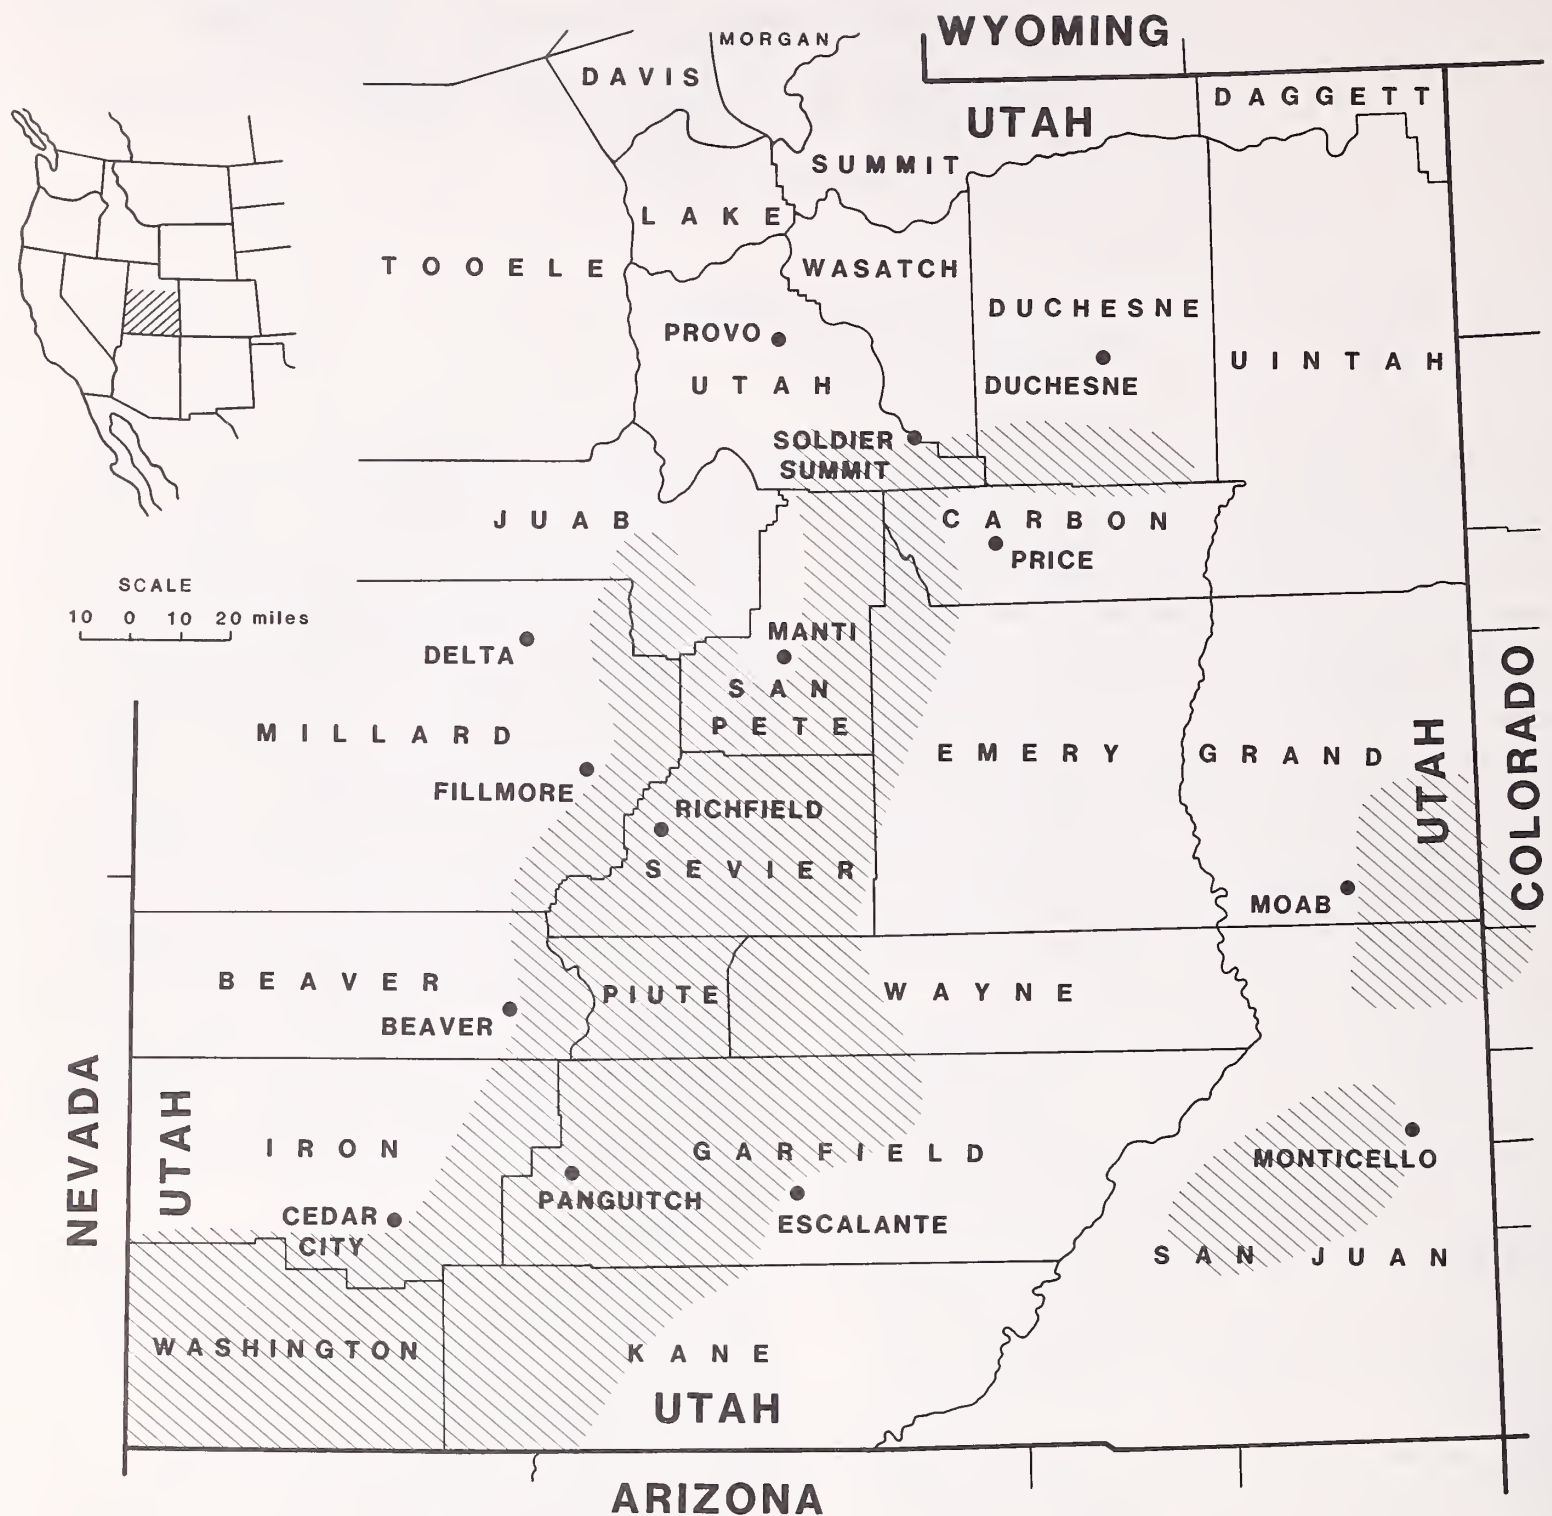 WYOMING
MORGAN
DAVIS
DAGGETT
UTAH
SUMMIT
LAKE
TOOELE
WASATCH
DUCHESNE
PROVO
UINTAH
UTAH
DUCHESNE
SOLDIER
SUMMIT
JUAB
CARBON
PRICE
SCALE
10 0 10 20 miles
MANTI
DELTA
SAN
PETE
MILLARD
EMERY
GRAND
UTAH
COLORADO
FILLMORE
RICHFIELD
SEVIER
MOAB
BEAVER
PIUTE
WAYNE
BEAVER
NEVADA
UTAH
IRON
GARFIELD
MONTICELLO
PANGUITCH
CEDAR
CITY
ESCALANTE
SAN JUAN
WASHINGTON
KANE
UTAH
ARIZONA